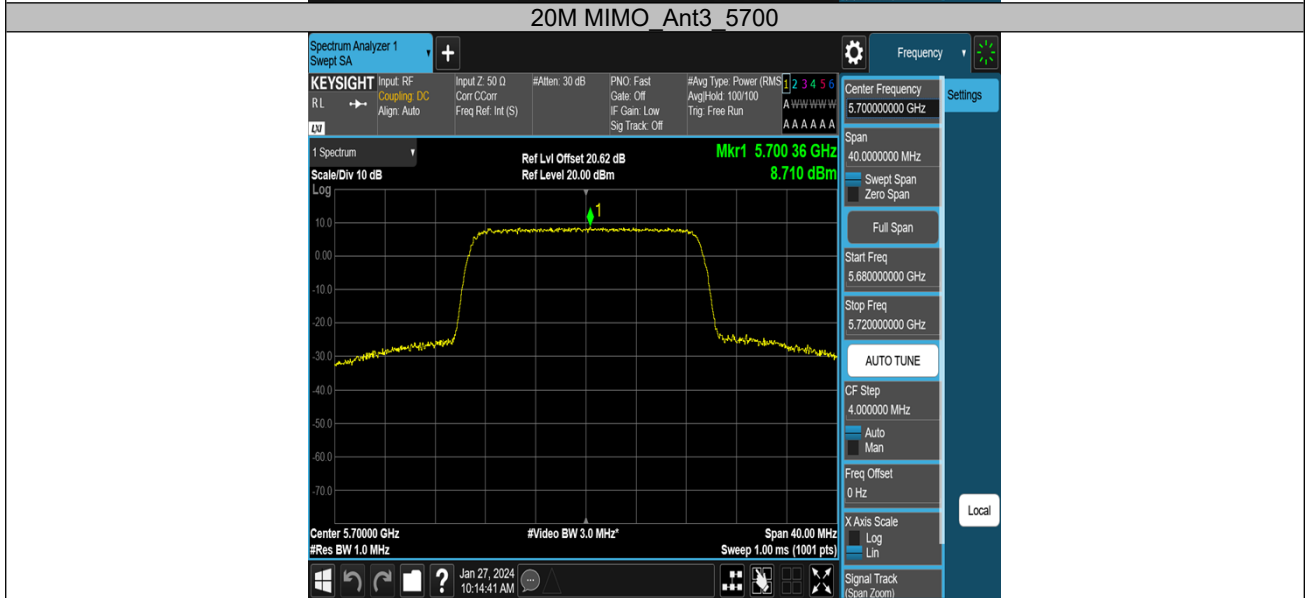 20M MIMO_Ant3_5700
Spectrum Analyzer 1
Swept SA
Frequency
KEYSIGHT
RL
LXI
Input: RF
Coupling: DC
Align: Auto
Input Z: 50 Ω
Corr CCorr
Freq Ref: Int (S)
#Atten: 30 dB
PNO: Fast
Gate: Off
IF Gain: Low
Sig Track: Off
#Avg Type: Power (RMS
Avg|Hold: 100/100
Trig: Free Run
1 2 3 4 5 6
A W W W W W
A A A A A A
1 Spectrum
Scale/Div 10 dB
Log
Ref Lvl Offset 20.62 dB
Ref Level 20.00 dBm
Mkr1 5.700 36 GHz
8.710 dBm
1
10.0
0.00
-10.0
-20.0
-30.0
-40.0
-50.0
-60.0
-70.0
Center 5.70000 GHz
#Res BW 1.0 MHz
#Video BW 3.0 MHz*
Span 40.00 MHz
Sweep 1.00 ms (1001 pts)
Jan 27, 2024
10:14:41 AM
Center Frequency
5.700000000 GHz
Settings
Span
40.0000000 MHz
Swept Span
Zero Span
Full Span
Start Freq
5.680000000 GHz
Stop Freq
5.720000000 GHz
AUTO TUNE
CF Step
4.000000 MHz
Auto
Man
Freq Offset
0 Hz
X Axis Scale
Log
Lin
Local
Signal Track
(Span Zoom)